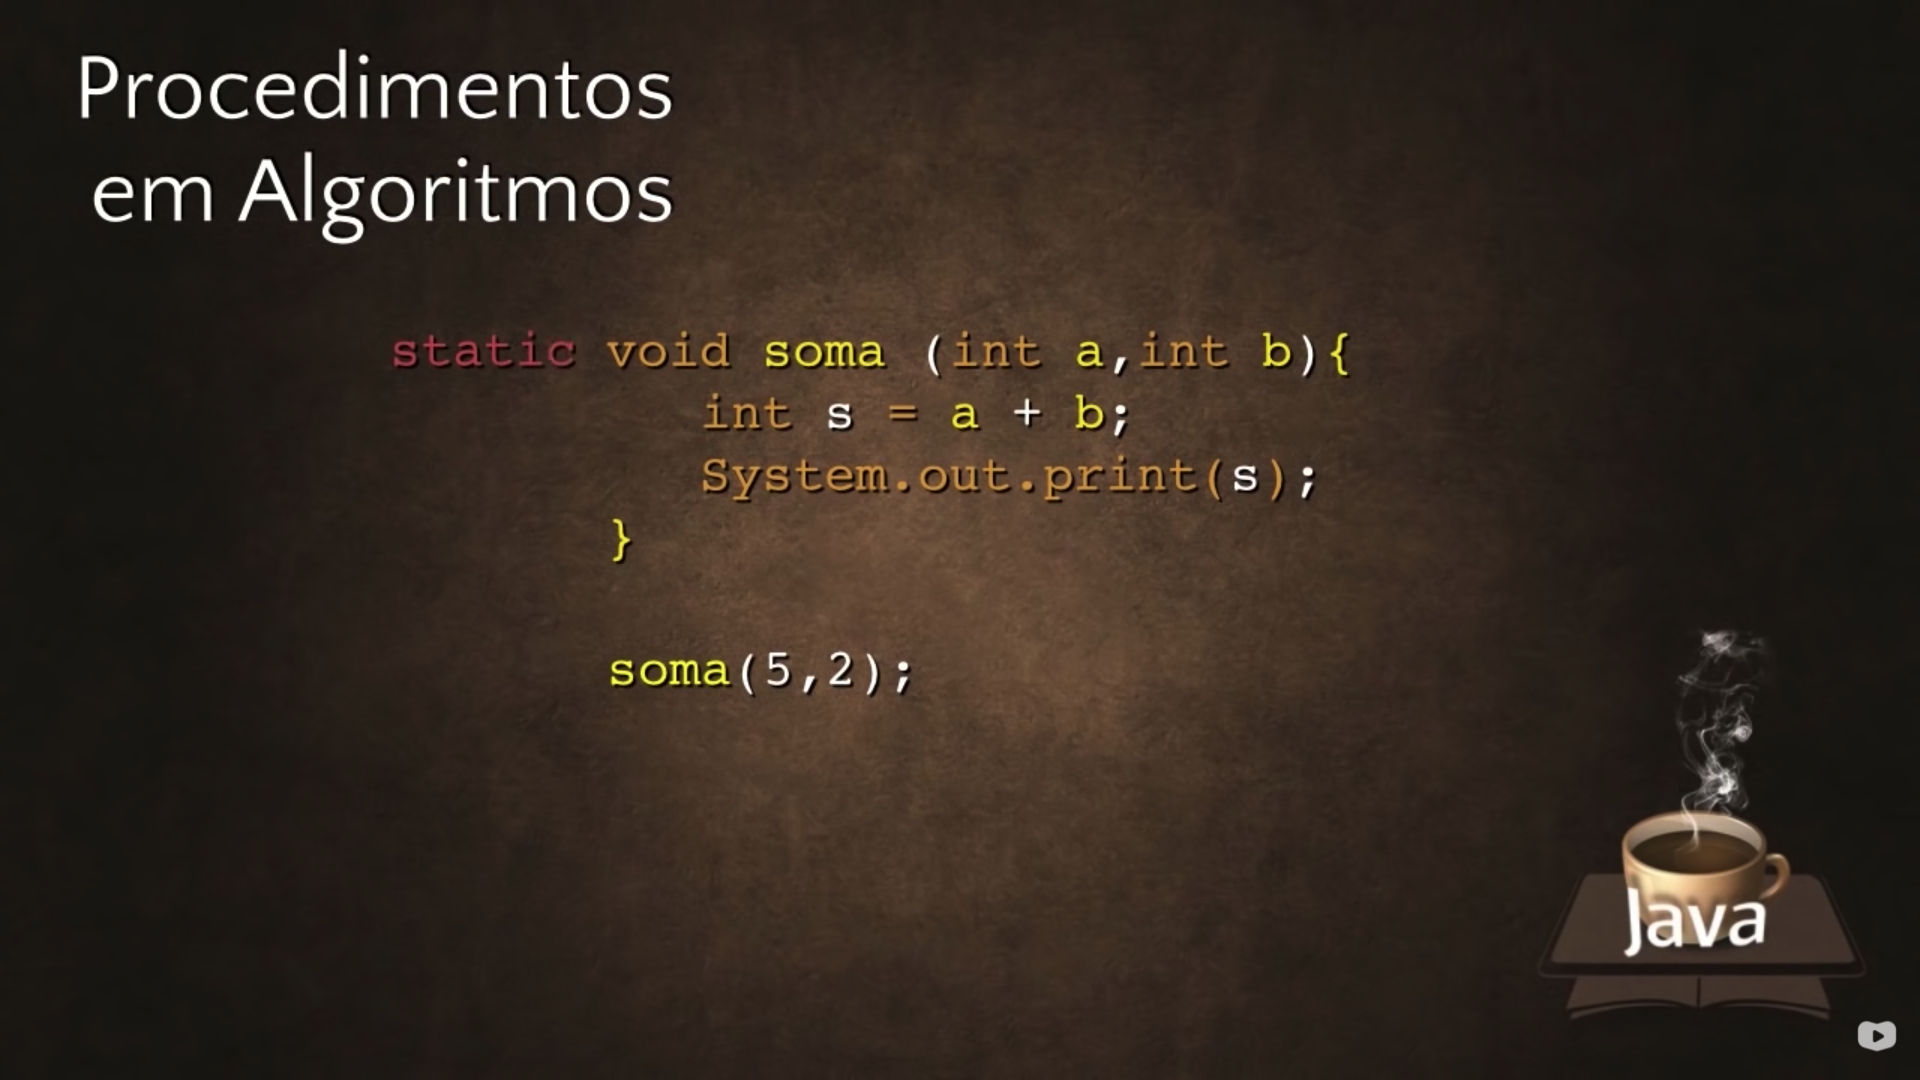 Procedimentos
em Algoritmos
static void soma (int a,int b){
int s = a + b;
System.out.print(s);
}
soma(5,2);
Java